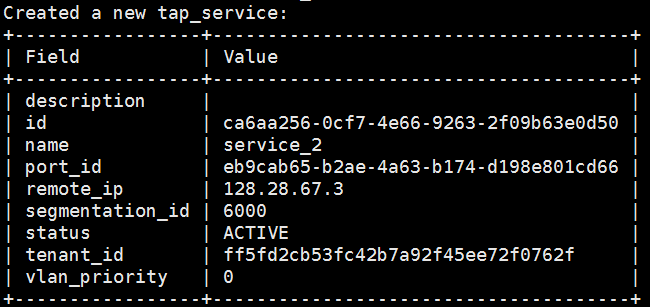 Created a new tap_service:
+-----------------+--------------------------------------+
| Field           | Value                                |
+-----------------+--------------------------------------+
| description     |                                      |
| id              | ca6aa256-0cf7-4e66-9263-2f09b63e0d50 |
| name            | service_2                            |
| port_id         | eb9cab65-b2ae-4a63-b174-d198e801cd66 |
| remote_ip       | 128.28.67.3                          |
| segmentation_id | 6000                                 |
| status          | ACTIVE                               |
| tenant_id       | ff5fd2cb53fc42b7a92f45ee72f0762f     |
| vlan_priority   | 0                                    |
+-----------------+--------------------------------------+